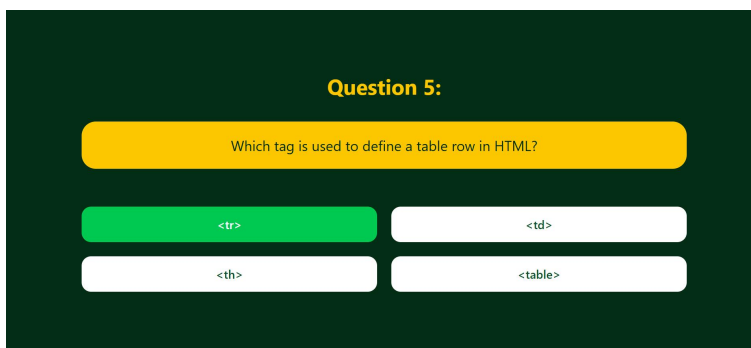 Question 5:
Which tag is used to define a table row in HTML?
<tr>
<td>
<th>
<table>